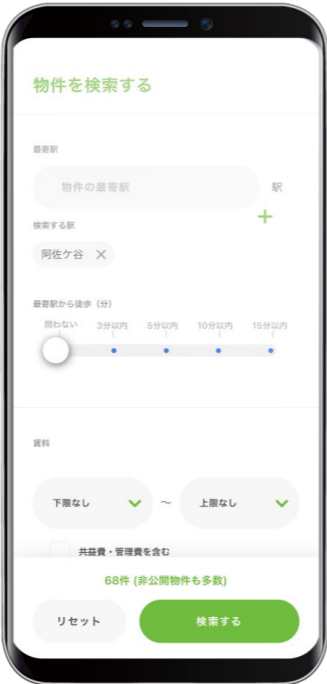 物件を検索する
最寄駅
物件の最寄駅 駅
＋
検索する駅
阿佐ケ谷 ×
最寄駅から徒歩（分）
問わない 3分以内 5分以内 10分以内 15分以内
賃料
下限なし ～ 上限なし
共益費・管理費を含む
68件 (非公開物件も多数)
リセット 検索する